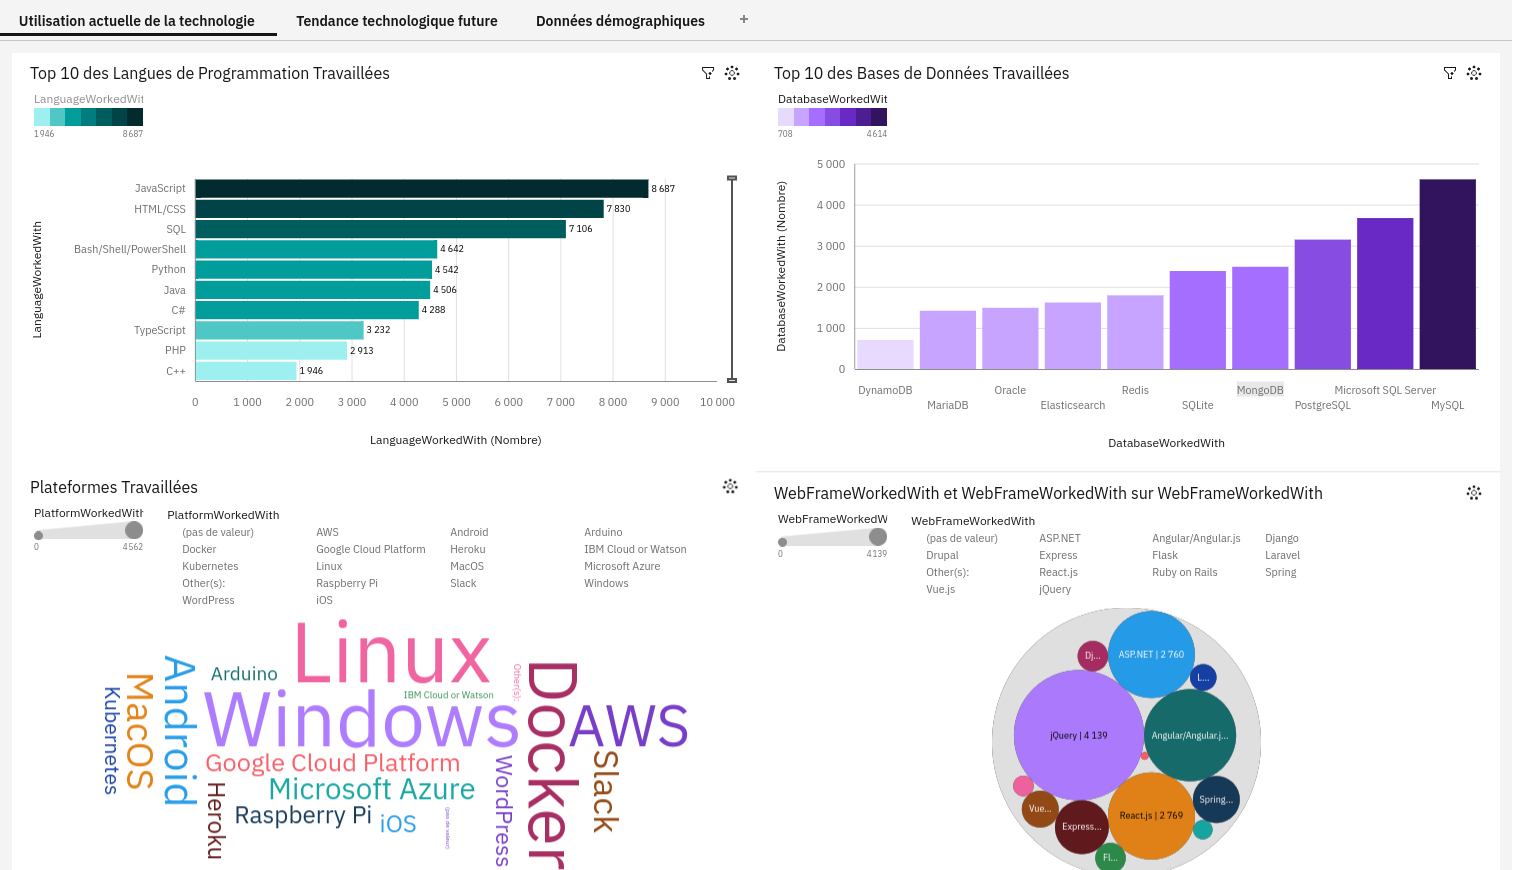 Utilisation actuelle de la technologie
Tendance technologique future
Données démographiques
+
Top 10 des Langues de Programmation Travaillées
LanguageWorkedWit
1 946
8 687
LanguageWorkedWith
JavaScript
8 687
HTML/CSS
7 830
SQL
7 106
Bash/Shell/PowerShell
4 642
Python
4 542
Java
4 506
C#
4 288
TypeScript
3 232
PHP
2 913
C++
1 946
0
1 000
2 000
3 000
4 000
5 000
6 000
7 000
8 000
9 000
10 000
LanguageWorkedWith (Nombre)
Top 10 des Bases de Données Travaillées
DatabaseWorkedWit
708
4 614
DatabaseWorkedWith (Nombre)
5 000
4 000
3 000
2 000
1 000
0
DynamoDB
MariaDB
Oracle
Elasticsearch
Redis
SQLite
MongoDB
PostgreSQL
Microsoft SQL Server
MySQL
DatabaseWorkedWith
Plateformes Travaillées
PlatformWorkedWith
0
4 562
PlatformWorkedWith
(pas de valeur)
AWS
Android
Arduino
Docker
Google Cloud Platform
Heroku
IBM Cloud or Watson
Kubernetes
Linux
MacOS
Microsoft Azure
Other(s):
Raspberry Pi
Slack
Windows
WordPress
iOS
Linux
Windows
Docker
AWS
Android
MacOS
Kubernetes
Arduino
IBM Cloud or Watson
Other(s):
Google Cloud Platform
Microsoft Azure
Raspberry Pi
iOS
Heroku
(pas de valeur)
WordPress
Slack
WebFrameWorkedWith et WebFrameWorkedWith sur WebFrameWorkedWith
WebFrameWorkedW
0
4 139
WebFrameWorkedWith
(pas de valeur)
ASP.NET
Angular/Angular.js
Django
Drupal
Express
Flask
Laravel
Other(s):
React.js
Ruby on Rails
Spring
Vue.js
jQuery
Dj...
ASP.NET | 2 760
L...
jQuery | 4 139
Angular/Angular.j...
Vue...
Express...
React.js | 2 769
Spring...
Fl...